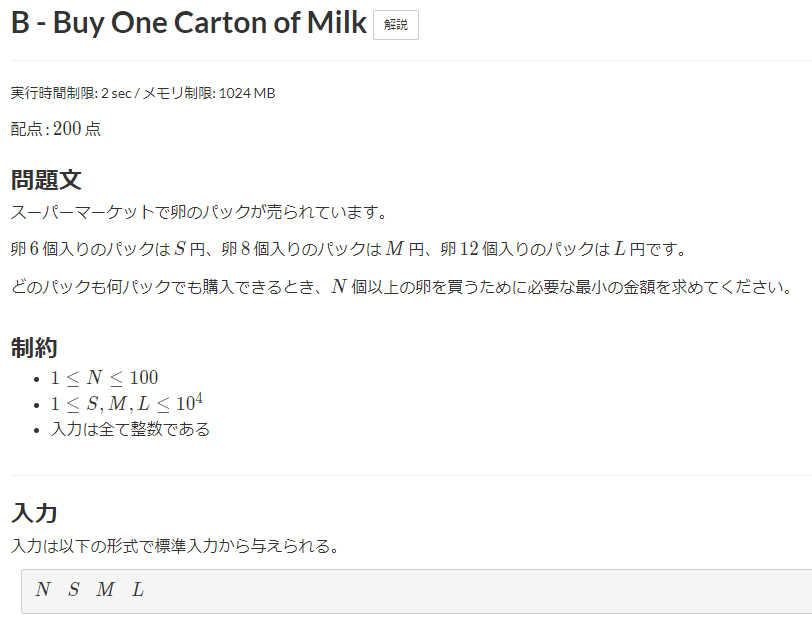 B - Buy One Carton of Milk 解説
実行時間制限: 2 sec / メモリ制限: 1024 MB
配点 : 200 点
問題文
スーパーマーケットで卵のパックが売られています。
卵 6 個入りのパックは S 円、卵 8 個入りのパックは M 円、卵 12 個入りのパックは L 円です。
どのパックも何パックでも購入できるとき、N 個以上の卵を買うために必要な最小の金額を求めてください。
制約
• 1 ≤ N ≤ 100
• 1 ≤ S, M, L ≤ 10⁴
• 入力は全て整数である
入力
入力は以下の形式で標準入力から与えられる。
N S M L